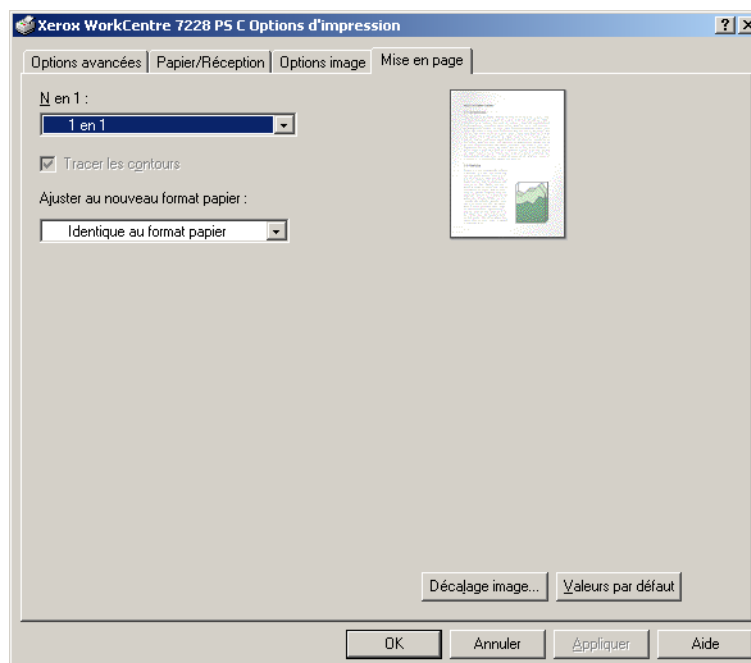 Xerox WorkCentre 7228 PS C Options d'impression
Options avancées Papier/Réception Options image Mise en page
N en 1 :
1 en 1
Tracer les contours
Ajuster au nouveau format papier :
Identique au format papier
Décalage image... Valeurs par défaut
OK Annuler Appliquer Aide